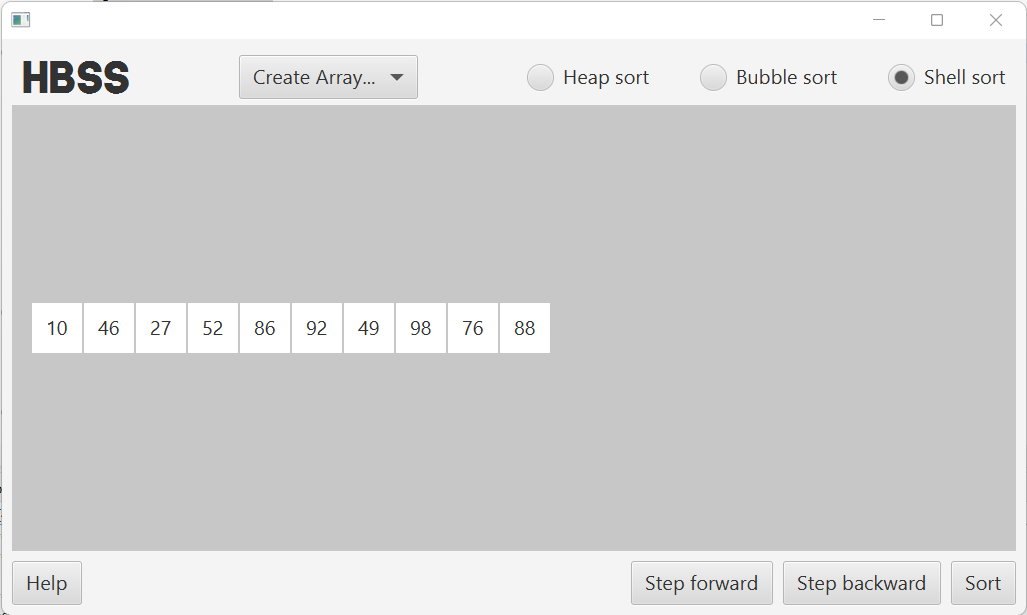 HBSS Create Array... Heap sort Bubble sort Shell sort
10 46 27 52 86 92 49 98 76 88
Help Step forward Step backward Sort